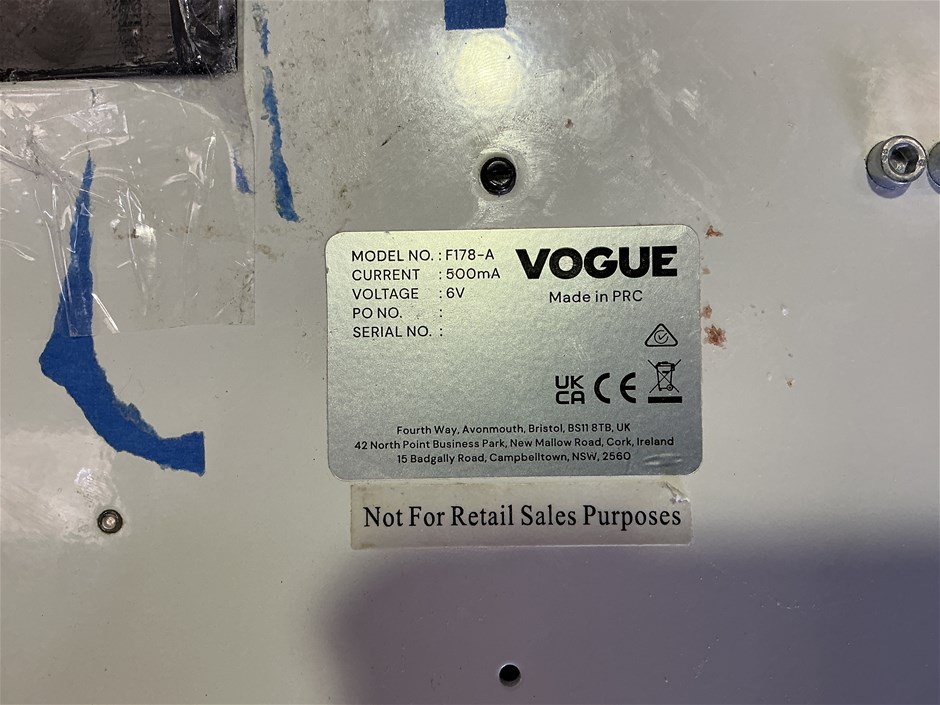 MODEL NO. : F178-A
CURRENT : 500mA
VOLTAGE : 6V
PO NO. :
SERIAL NO. :
VOGUE
Made in PRC
UK
CA
CE
Fourth Way, Avonmouth, Bristol, BS11 8TB, UK
42 North Point Business Park, New Mallow Road, Cork, Ireland
15 Badgally Road, Campbelltown, NSW, 2560
Not For Retail Sales Purposes